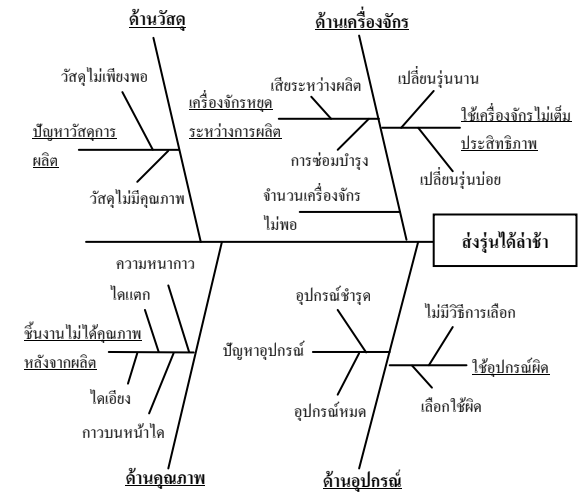 ด้านวัสดุ
ด้านเครื่องจักร
วัสดุไม่เพียงพอ
ปัญหาวัสดุการ
ผลิต
วัสดุไม่มีคุณภาพ
เสียระหว่างผลิต
เครื่องจักรหยุด
ระหว่างการผลิต
การซ่อมบำรุง
จำนวนเครื่องจักร
ไม่พอ
เปลี่ยนรุ่นนาน
ใช้เครื่องจักรไม่เต็ม
ประสิทธิภาพ
เปลี่ยนรุ่นบ่อย
ส่งรุ่นได้ล่าช้า
ความหนากาว
ไดแตก
ชิ้นงานไม่ได้คุณภาพ
หลังจากผลิต
ไดเอียง
กาวบนหน้าได
ด้านคุณภาพ
อุปกรณ์ชำรุด
ปัญหาอุปกรณ์
อุปกรณ์หมด
ไม่มีวิธีการเลือก
ใช้อุปกรณ์ผิด
เลือกใช้ผิด
ด้านอุปกรณ์